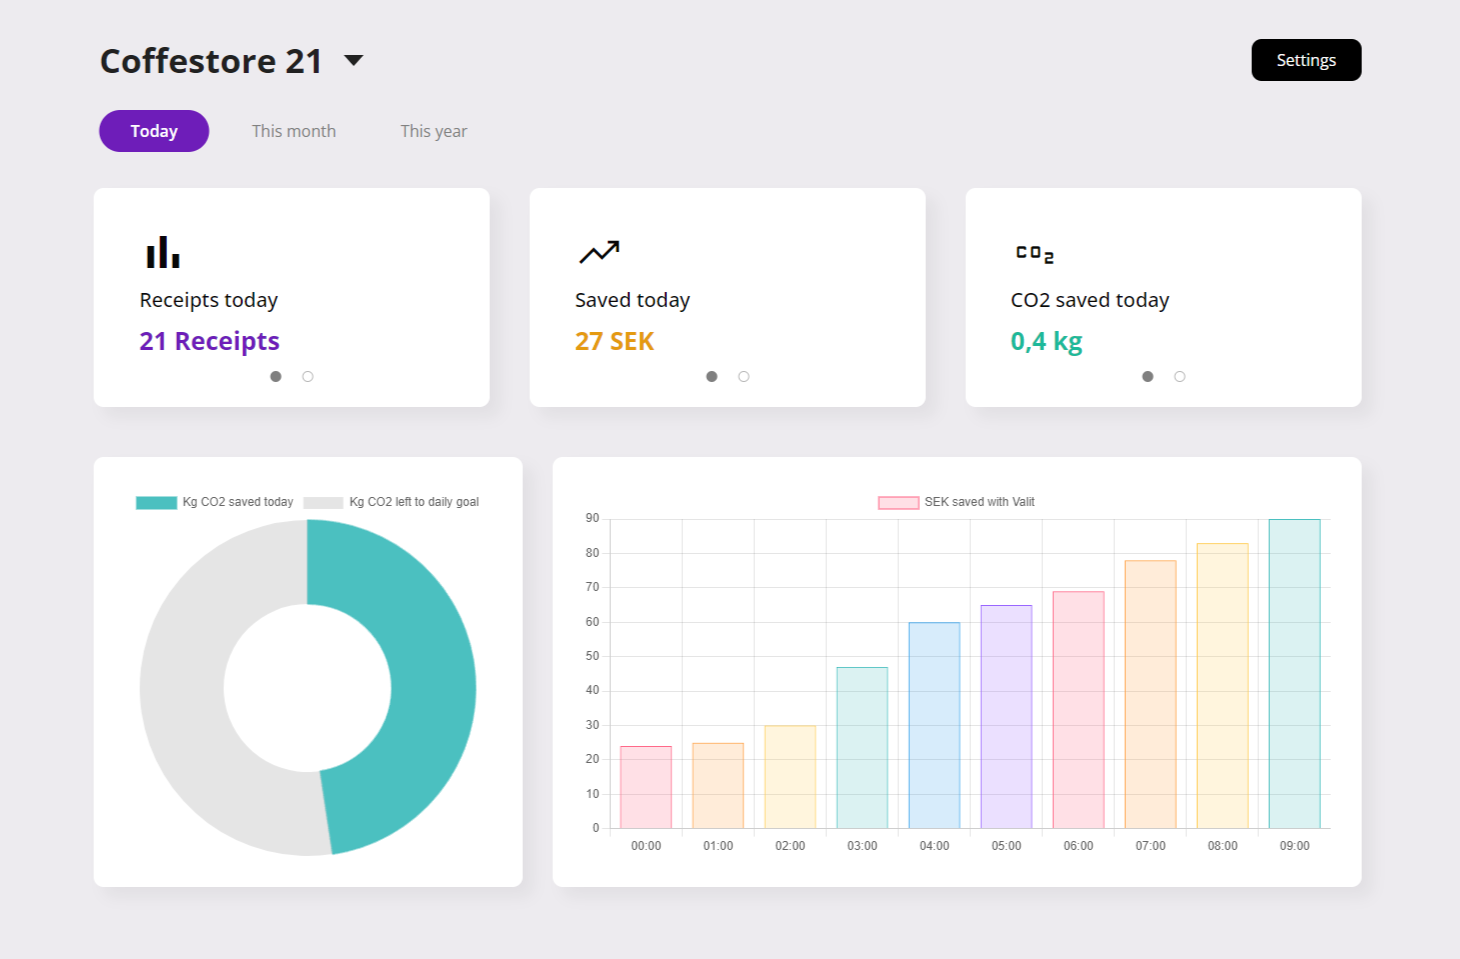 Coffestore 21
Settings
Today
This month
This year
Receipts today
21 Receipts
Saved today
27 SEK
CO2
CO2 saved today
0,4 kg
Kg CO2 saved today
Kg CO2 left to daily goal
SEK saved with Valit
90
80
70
60
50
40
30
20
10
0
00:00 01:00 02:00 03:00 04:00 05:00 06:00 07:00 08:00 09:00